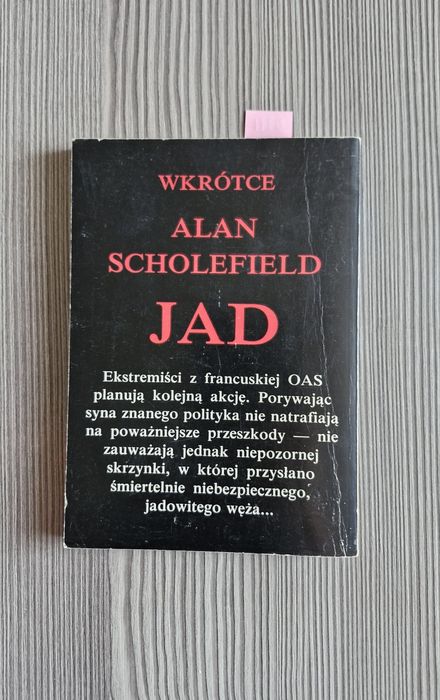 WKRÓTCE
ALAN
SCHOLEFIELD
JAD
Ekstremiści z francuskiej OAS
planują kolejną akcję. Porywając
syna znanego polityka nie natrafiają
na poważniejsze przeszkody — nie
zauważają jednak niepozornej
skrzynki, w której przysłano
śmiertelnie niebezpiecznego,
jadowitego węża...